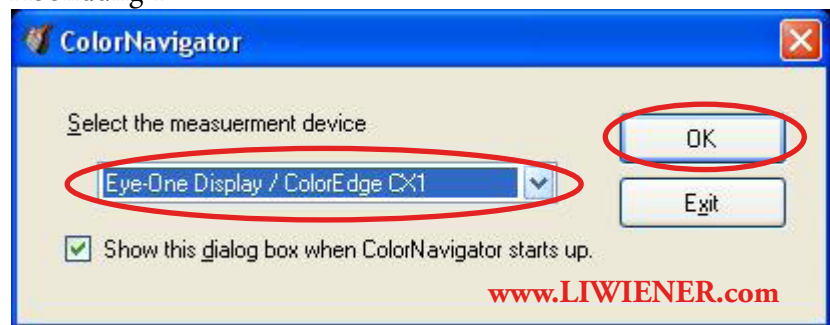 ColorNavigator
Select the measuerment device
OK
Eye-One Display / ColorEdge CX1
Exit
Show this dialog box when ColorNavigator starts up.
www.LIWIENER.com